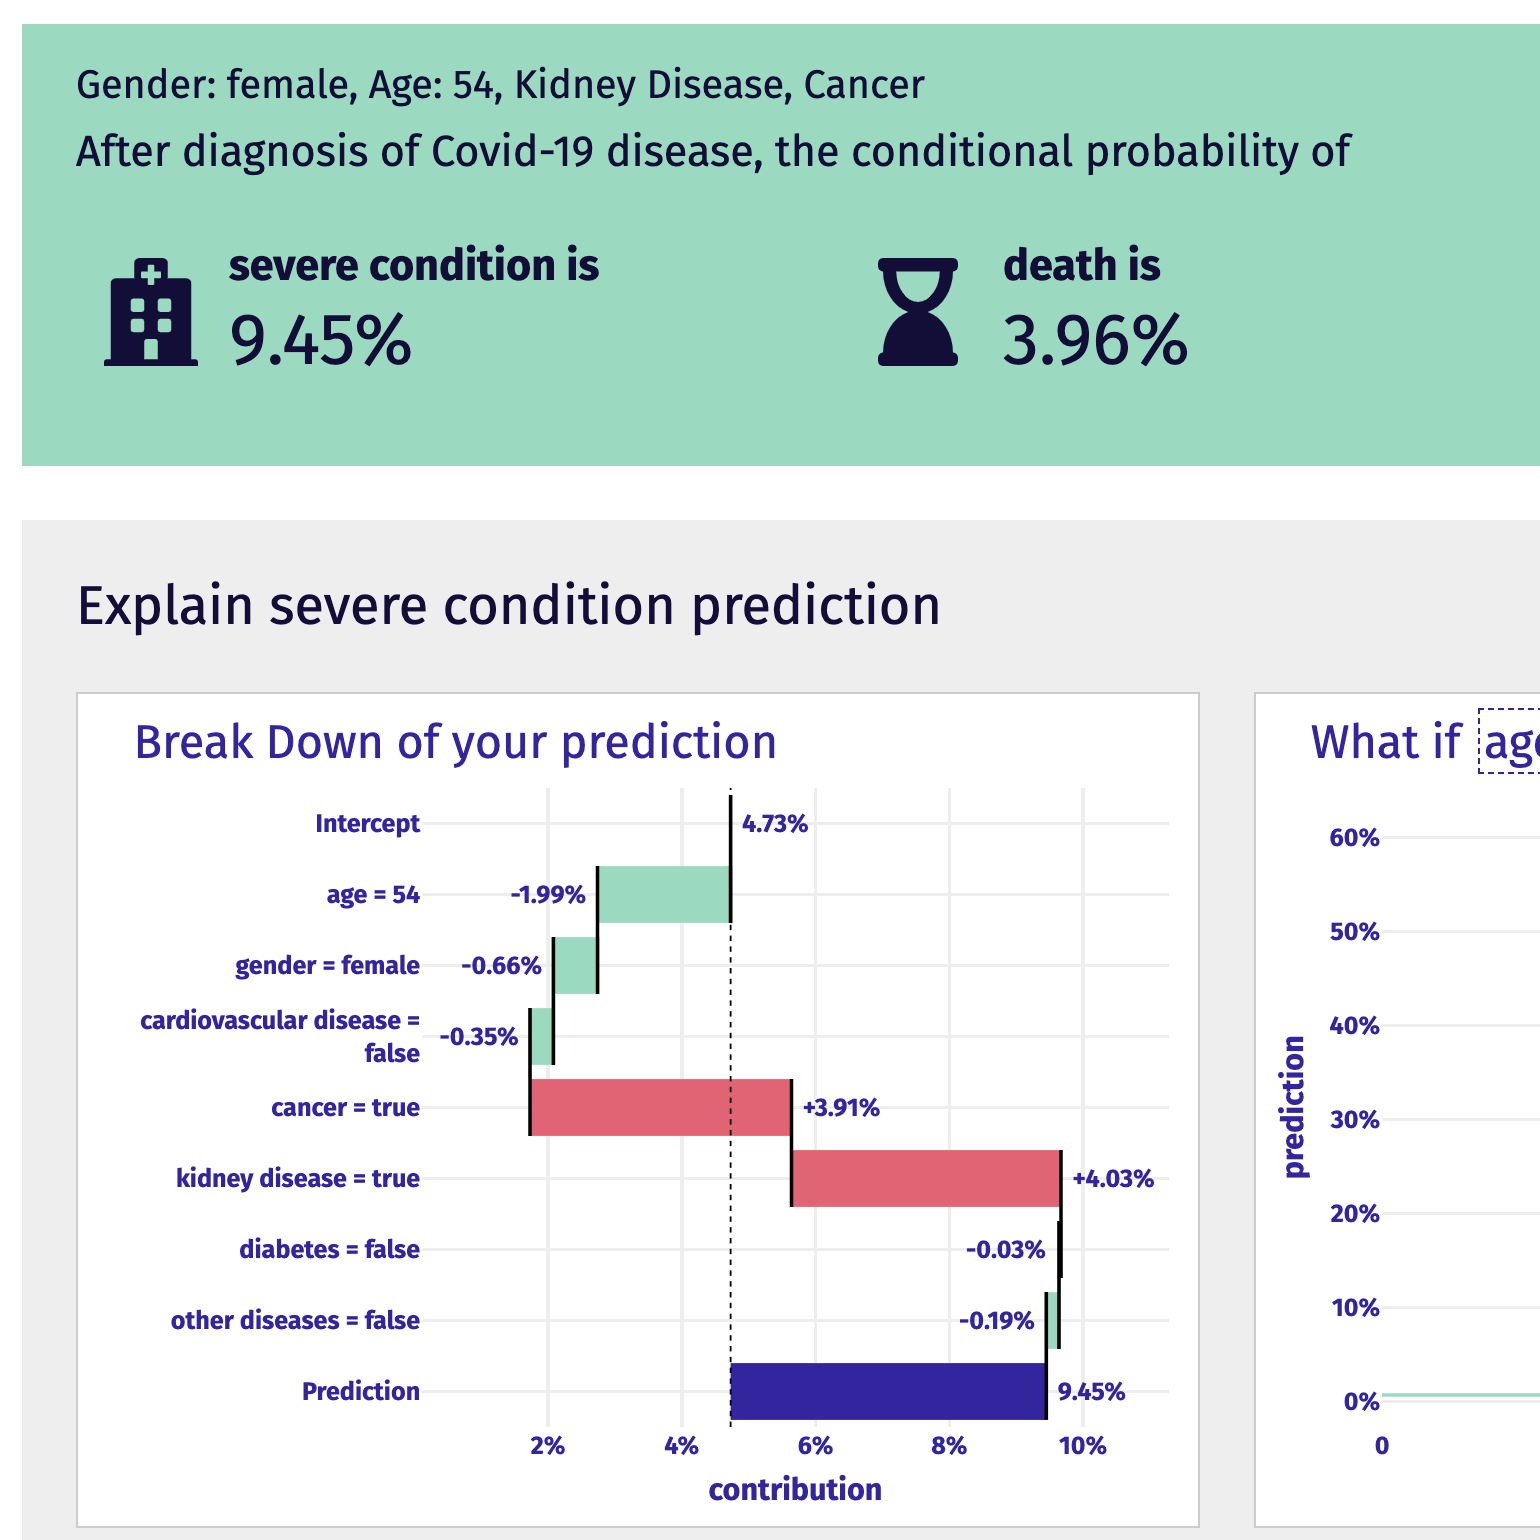 Gender: female, Age: 54, Kidney Disease, Cancer
After diagnosis of Covid-19 disease, the conditional probability of
severe condition is
9.45%
death is
3.96%
Explain severe condition prediction
Break Down of your prediction
Intercept
4.73%
age = 54
-1.99%
gender = female
-0.66%
cardiovascular disease =
false
-0.35%
cancer = true
+3.91%
kidney disease = true
+4.03%
diabetes = false
-0.03%
other diseases = false
-0.19%
Prediction
9.45%
2% 4% 6% 8% 10%
contribution
What if
prediction
60%
50%
40%
30%
20%
10%
0%
0